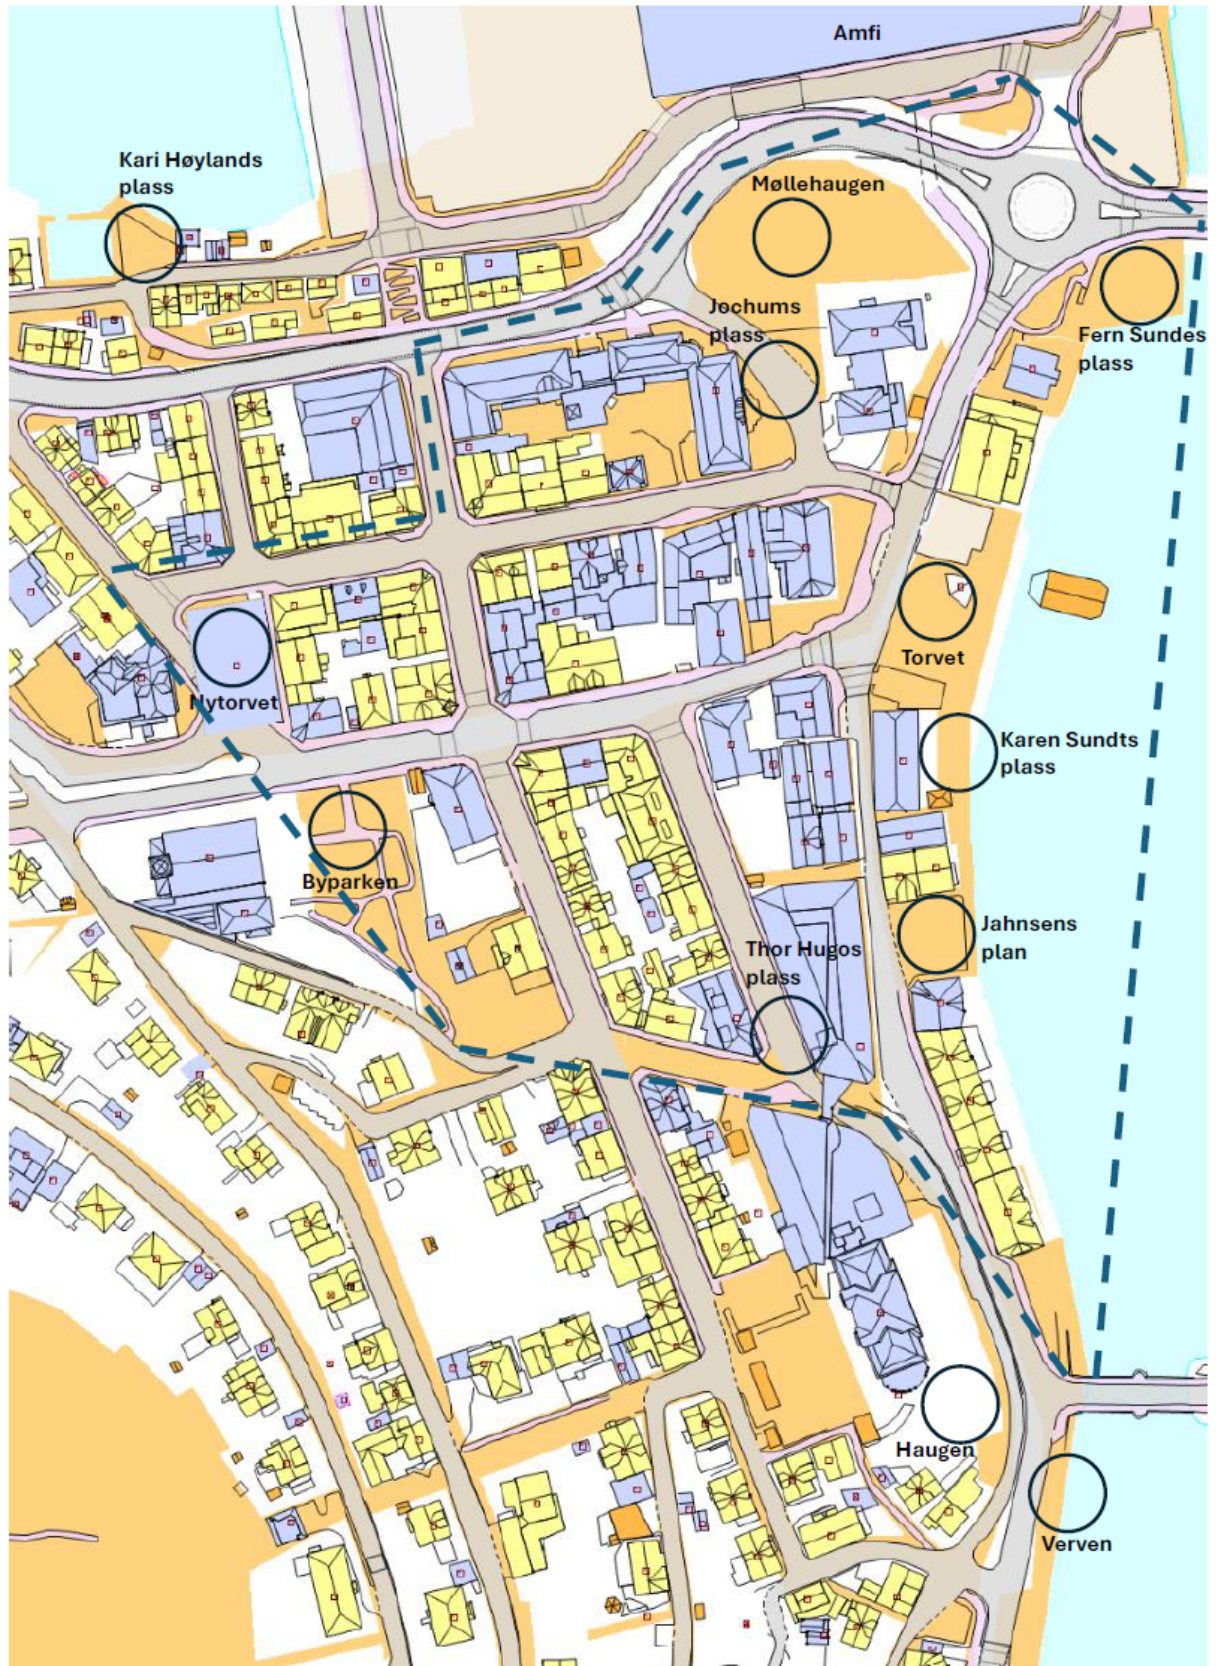 Amfi
Kari Høylands
plass
Møllehaugen
Jochums
plass
Fern Sundes
plass
Torvet
Nytorvet
Karen Sundts
plass
Byparken
Jahnsens
plan
Thor Hugos
plass
Haugen
Verven